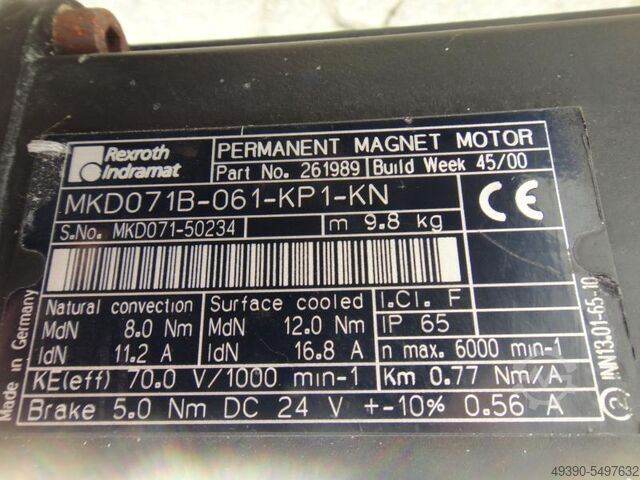 Rexroth
Indramat
PERMANENT MAGNET MOTOR
Part No. 261989 Build Week 45/00
MKD071B-061-KP1-KN
S.No. MKD071-50234 m 9.8 kg
CE
Natural convection Surface cooled I.Cl. F
MdN 8.0 Nm MdN 12.0 Nm IP 65
IdN 11.2 A IdN 16.8 A n max. 6000 min-1
KE(eff) 70.0 V/1000 min-1 Km 0.77 Nm/A
Brake 5.0 Nm DC 24 V +-10% 0.56 A
Made in Germany
INN13.01-65.10
49390-5497632